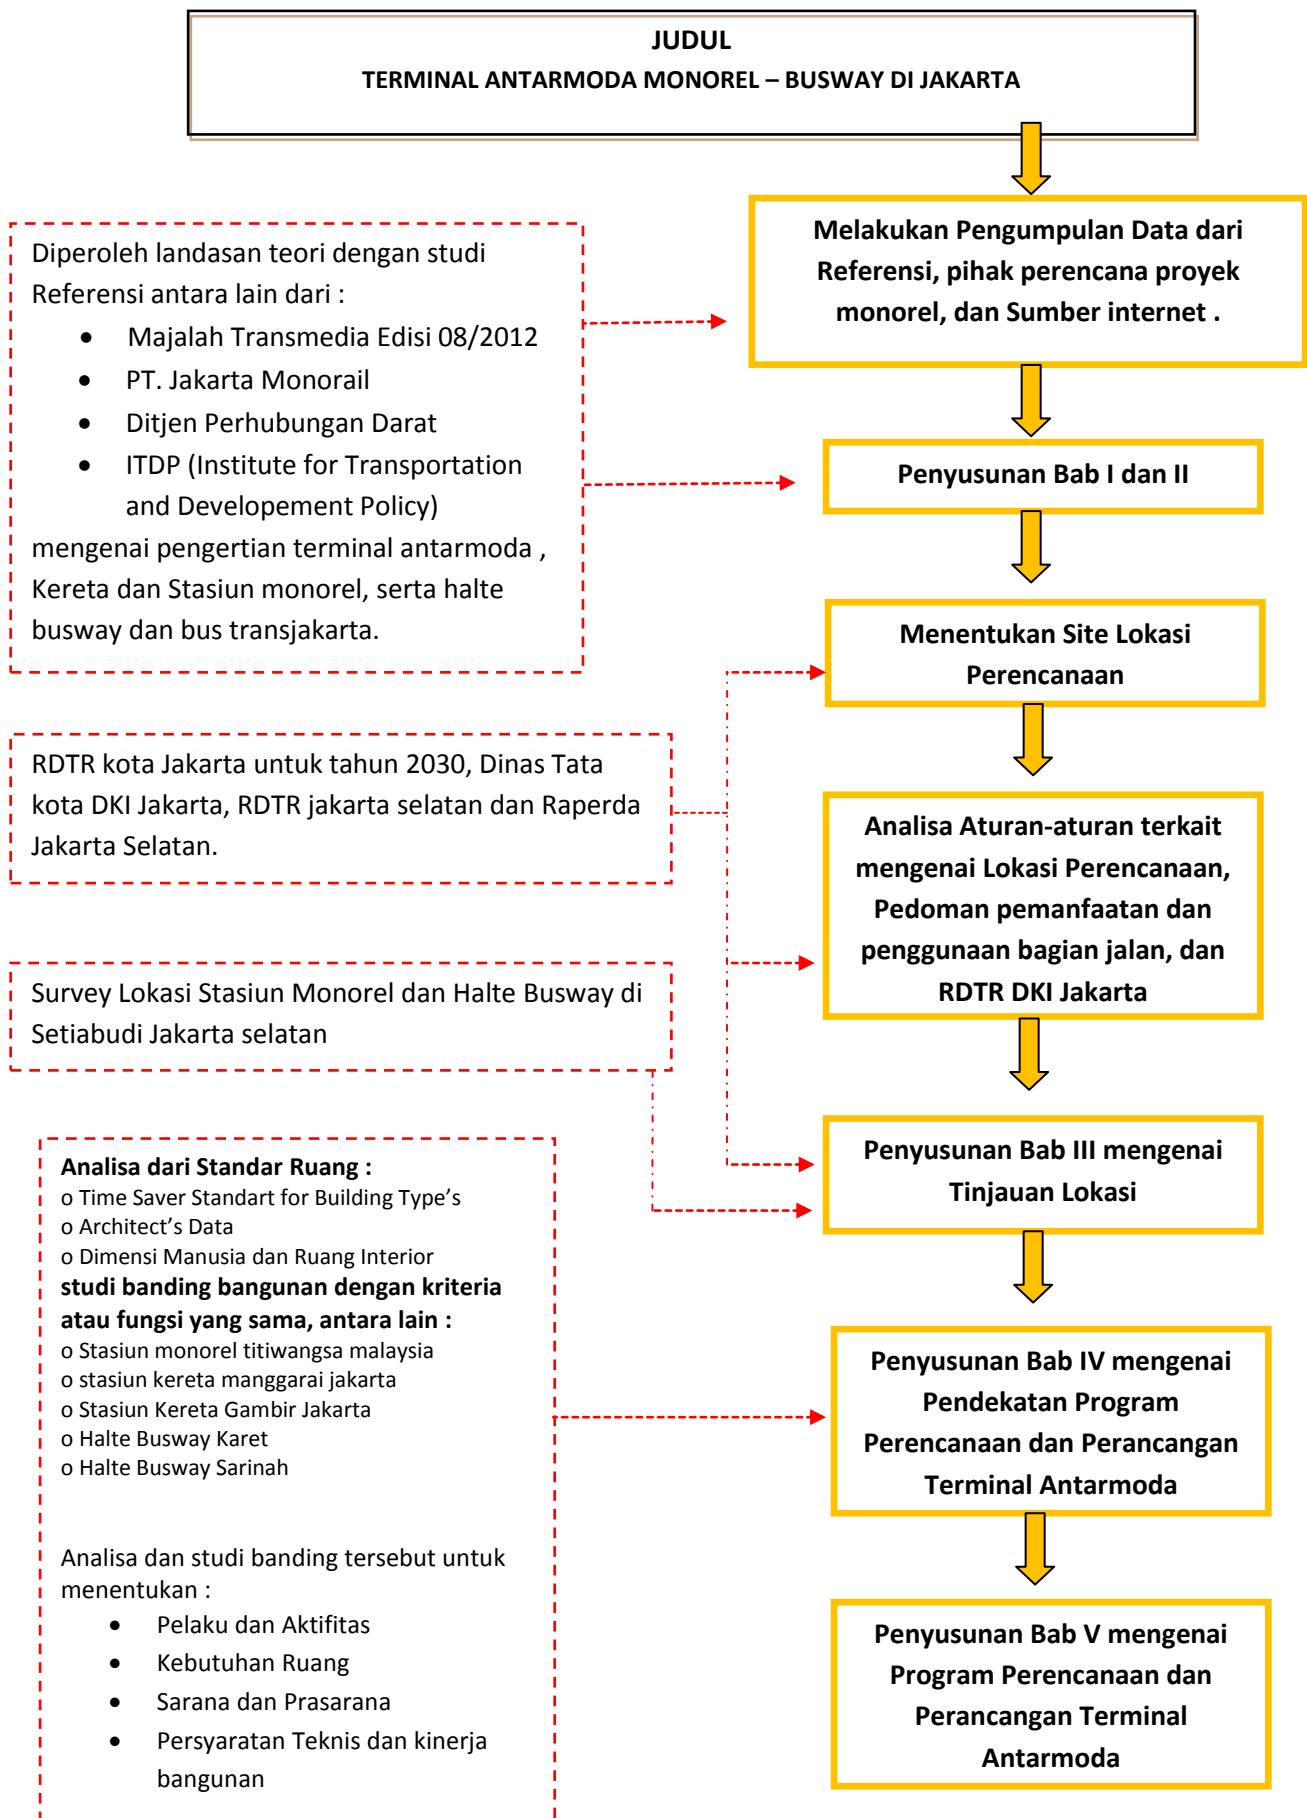 JUDUL
TERMINAL ANTARMODA MONOREL – BUSWAY DI JAKARTA
Melakukan Pengumpulan Data dari
Referensi, pihak perencana proyek
monorel, dan Sumber internet .
Diperoleh landasan teori dengan studi
Referensi antara lain dari :
• Majalah Transmedia Edisi 08/2012
• PT. Jakarta Monorail
• Ditjen Perhubungan Darat
• ITDP (Institute for Transportation
and Developement Policy)
mengenai pengertian terminal antarmoda ,
Kereta dan Stasiun monorel, serta halte
busway dan bus transjakarta.
Penyusunan Bab I dan II
Menentukan Site Lokasi
Perencanaan
RDTR kota Jakarta untuk tahun 2030, Dinas Tata
kota DKI Jakarta, RDTR jakarta selatan dan Raperda
Jakarta Selatan.
Analisa Aturan-aturan terkait
mengenai Lokasi Perencanaan,
Pedoman pemanfaatan dan
penggunaan bagian jalan, dan
RDTR DKI Jakarta
Survey Lokasi Stasiun Monorel dan Halte Busway di
Setiabudi Jakarta selatan
Penyusunan Bab III mengenai
Tinjauan Lokasi
Analisa dari Standar Ruang :
o Time Saver Standart for Building Type’s
o Architect’s Data
o Dimensi Manusia dan Ruang Interior
studi banding bangunan dengan kriteria
atau fungsi yang sama, antara lain :
o Stasiun monorel titiwangsa malaysia
o stasiun kereta manggarai jakarta
o Stasiun Kereta Gambir Jakarta
o Halte Busway Karet
o Halte Busway Sarinah
Analisa dan studi banding tersebut untuk
menentukan :
• Pelaku dan Aktifitas
• Kebutuhan Ruang
• Sarana dan Prasarana
• Persyaratan Teknis dan kinerja
bangunan
Penyusunan Bab IV mengenai
Pendekatan Program
Perencanaan dan Perancangan
Terminal Antarmoda
Penyusunan Bab V mengenai
Program Perencanaan dan
Perancangan Terminal
Antarmoda